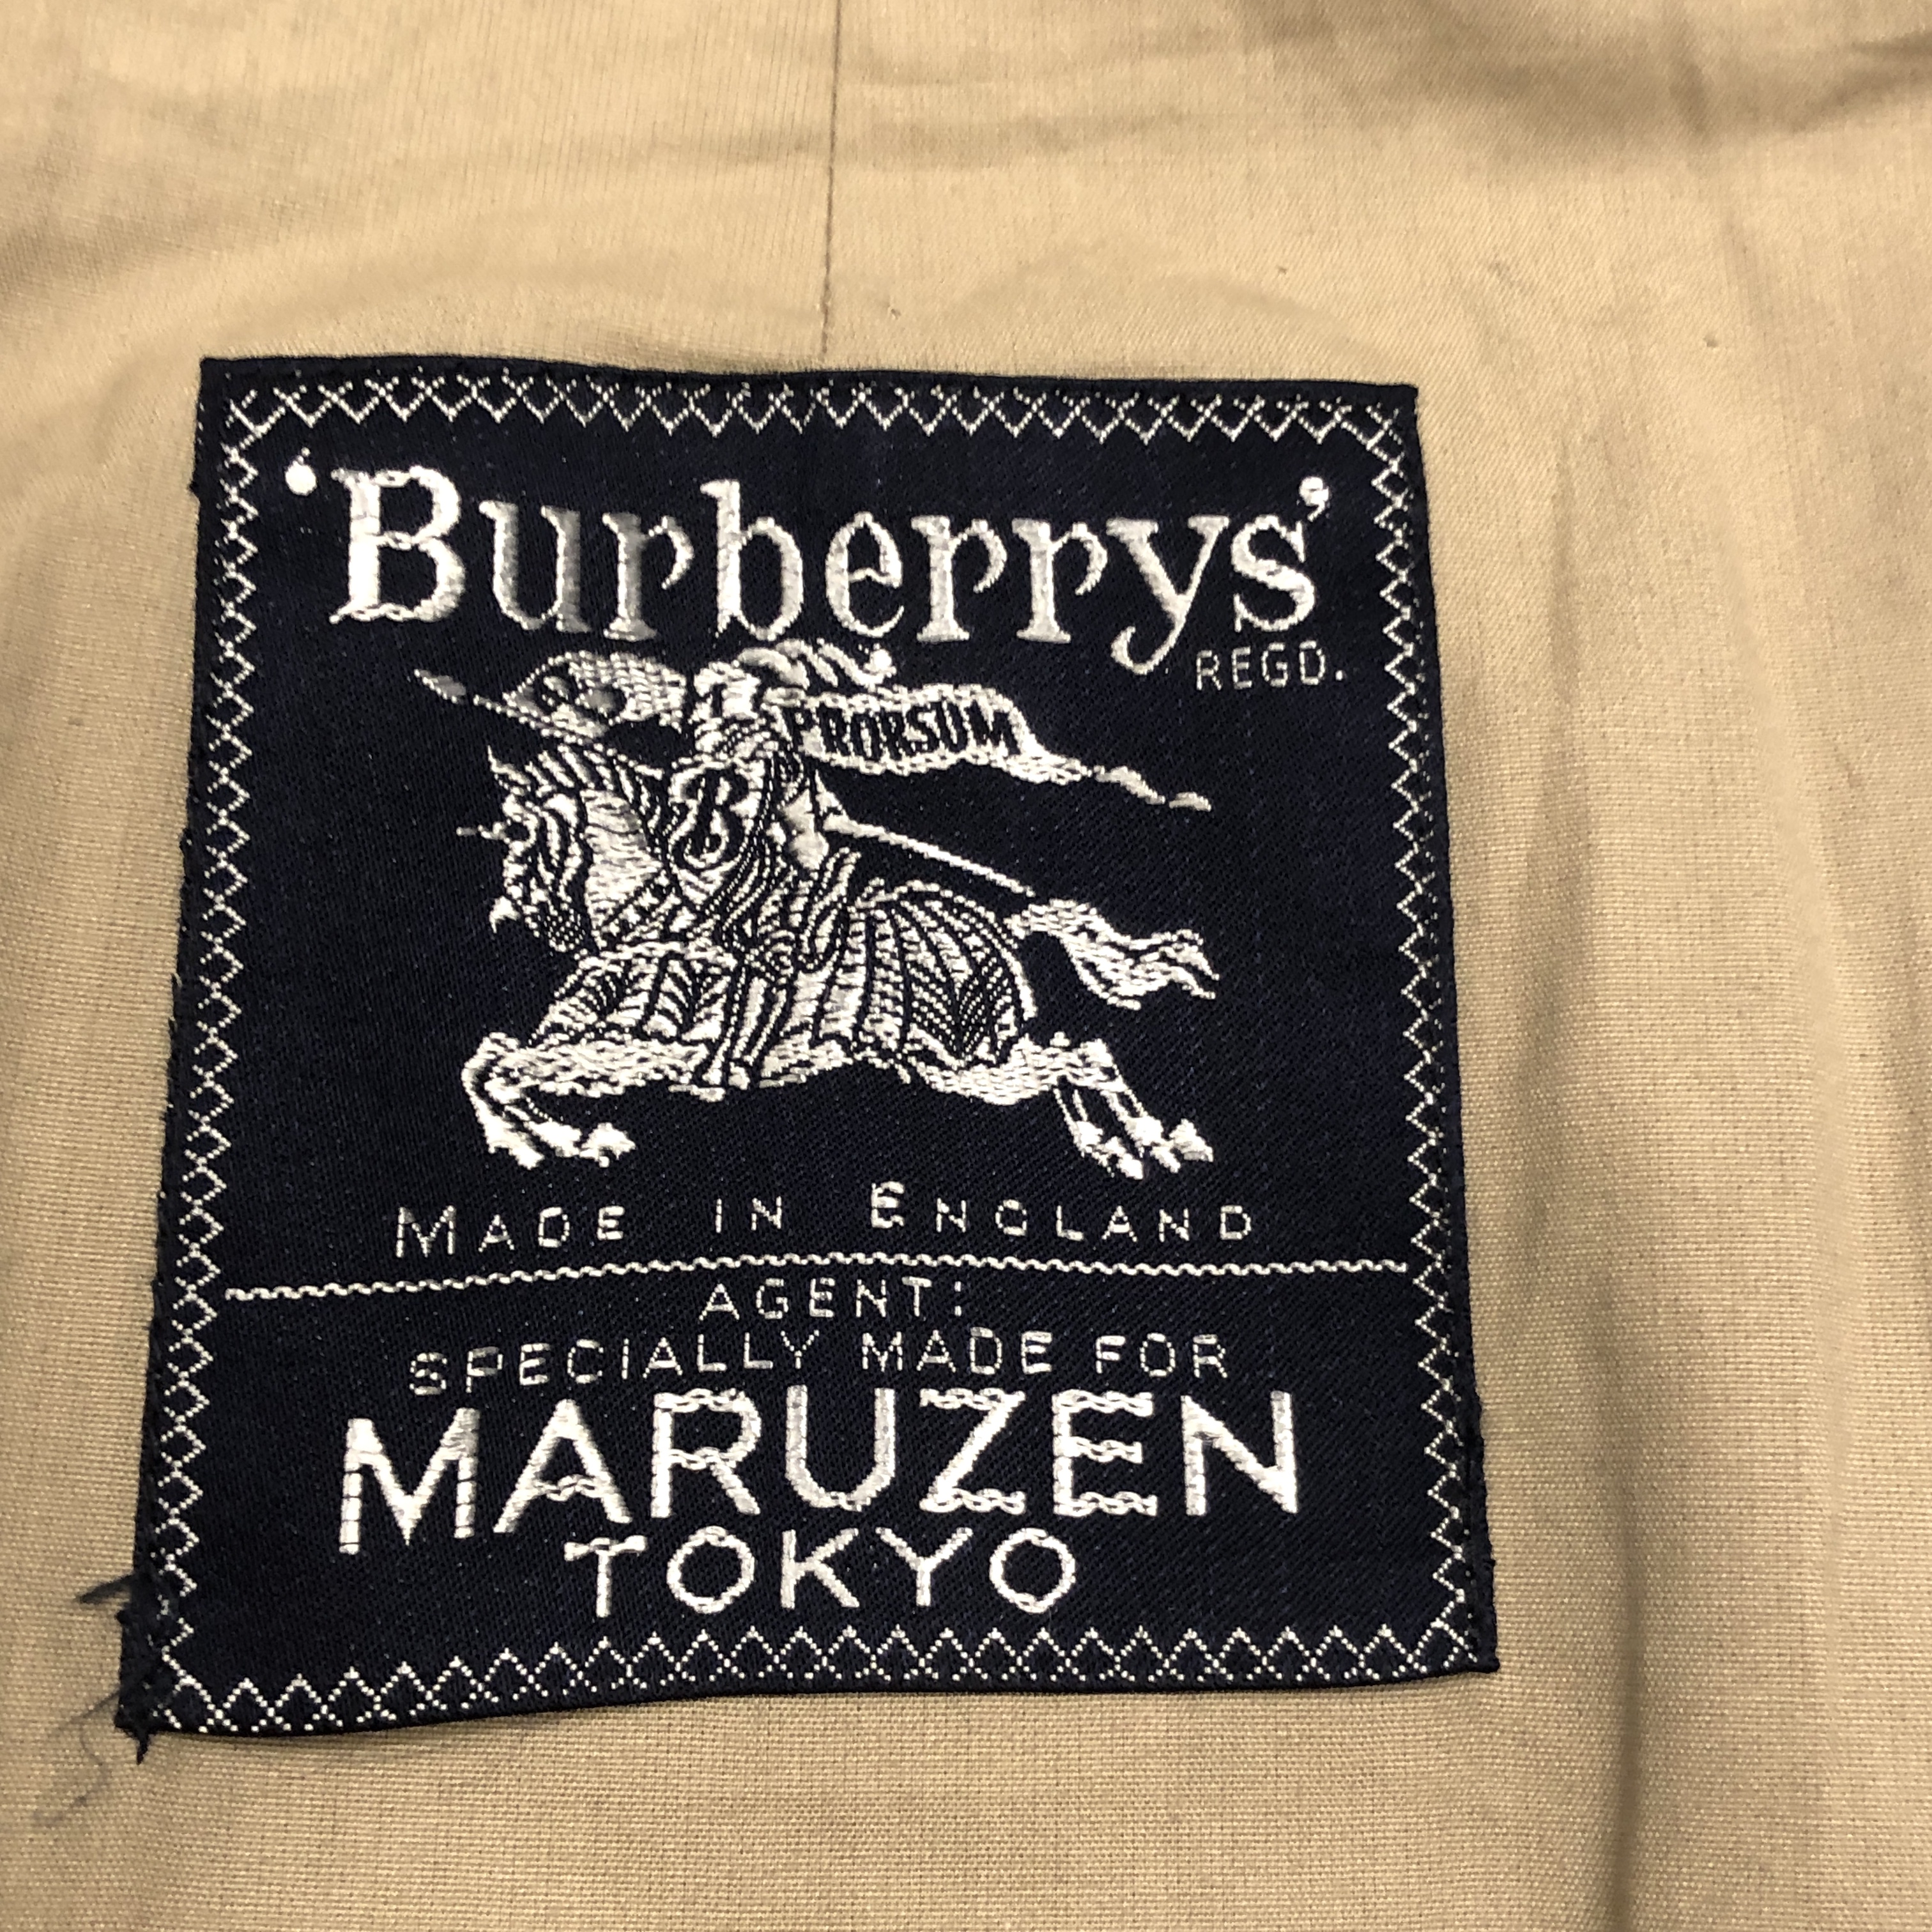 ‘Burberrys’
REGD.
PRORSUM
B
MADE IN ENGLAND
AGENT:
SPECIALLY MADE FOR
MARUZEN
TOKYO